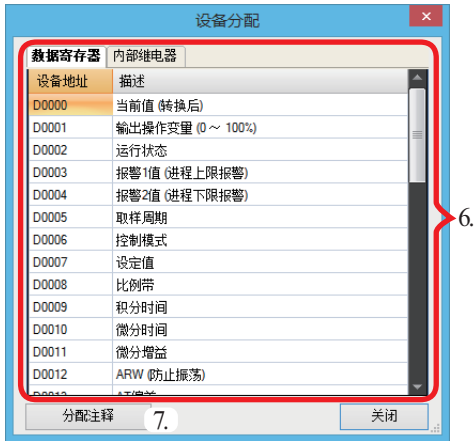 设备分配
数据寄存器 内部继电器
设备地址 描述
D0000 当前值 (转换后)
D0001 输出操作变量 (0～100%)
D0002 运行状态
D0003 报警1值 (进程上限报警)
D0004 报警2值 (进程下限报警)
D0005 取样周期
D0006 控制模式
D0007 设定值
D0008 比例带
D0009 积分时间
D0010 微分时间
D0011 微分增益
D0012 ARW (防止振荡)
6.
分配注释 7. 关闭